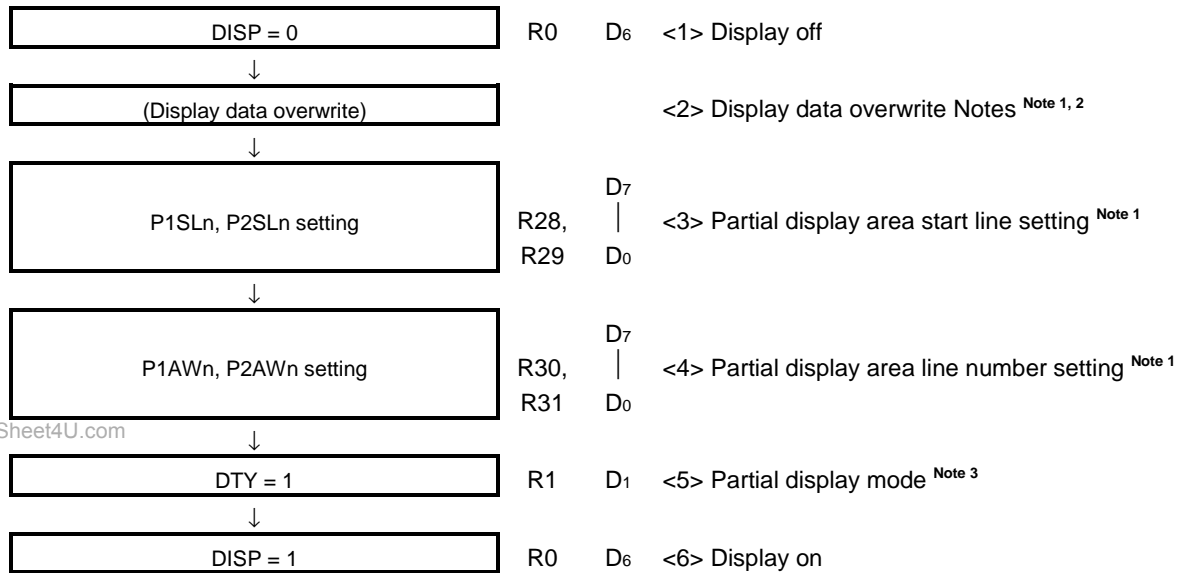 DISP = 0 R0 D6 <1> Display off
↓
(Display data overwrite) <2> Display data overwrite Notes Note 1, 2
↓
D7
P1SLn, P2SLn setting R28, | <3> Partial display area start line setting Note 1
R29 D0
↓
D7
P1AWn, P2AWn setting R30, | <4> Partial display area line number setting Note 1
R31 D0
Sheet4U.com
↓
DTY = 1 R1 D1 <5> Partial display mode Note 3
↓
DISP = 1 R0 D6 <6> Display on